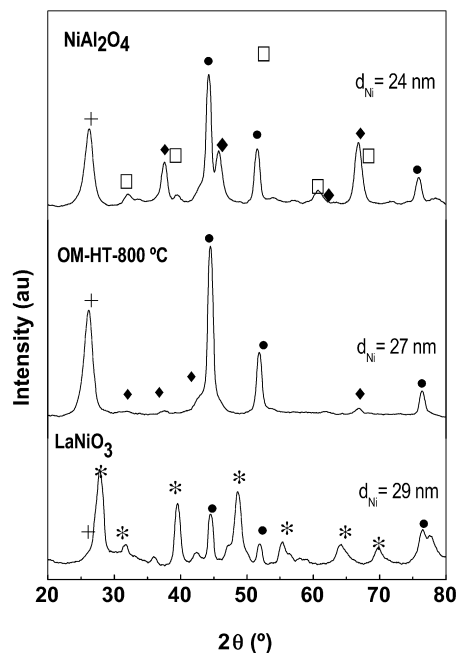 NiAl2O4
dNi= 24 nm
OM-HT-800 ºC
dNi= 27 nm
LaNiO3
dNi= 29 nm
Intensity (au)
20 30 40 50 60 70 80
2θ (º)